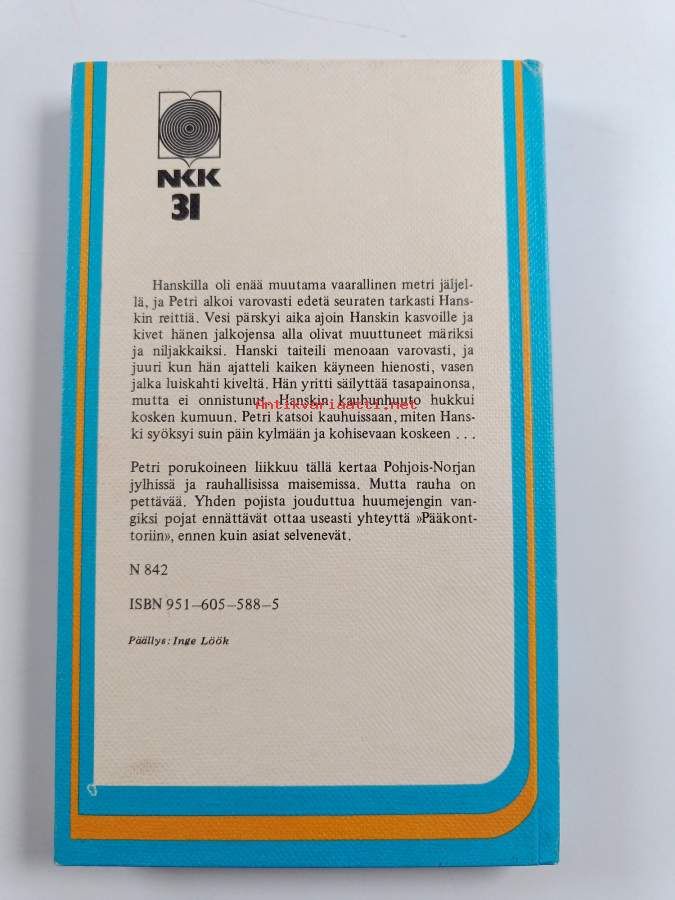 NKK
31
Hanskilla oli enää muutama vaarallinen metri jäljel-
lä, ja Petri alkoi varovasti edetä seuraten tarkasti Hans-
kin reittiä. Vesi pärskyi aika ajoin Hanskin kasvoille ja
kivet hänen jalkojensa alla olivat muuttuneet märiksi
ja niljakkaiksi. Hanski taiteili menoaan varovasti, ja
juuri kun hän ajatteli kaiken käyneen hienosti, vasen
jalka luiskahti kiveltä. Hän yritti säilyttää tasapainonsa,
mutta ei onnistunut. Hanskin kauhunhuuto hukkui
Antikvariaatti.net
kosken kumuun. Petri katsoi kauhuissaan, miten Hans-
ki syöksyi suin päin kylmään ja kohisevaan koskeen ...
Petri porukoineen liikkuu tällä kertaa Pohjois-Norjan
jylhissä ja rauhallisissa maisemissa. Mutta rauha on
pettävää. Yhden pojista jouduttua huumejengin van-
giksi pojat ennättävät ottaa useasti yhteyttä »Pääkont-
toriin», ennen kuin asiat selvenevät.
N 842
ISBN 951-605-588-5
Päällys: Inge Löök